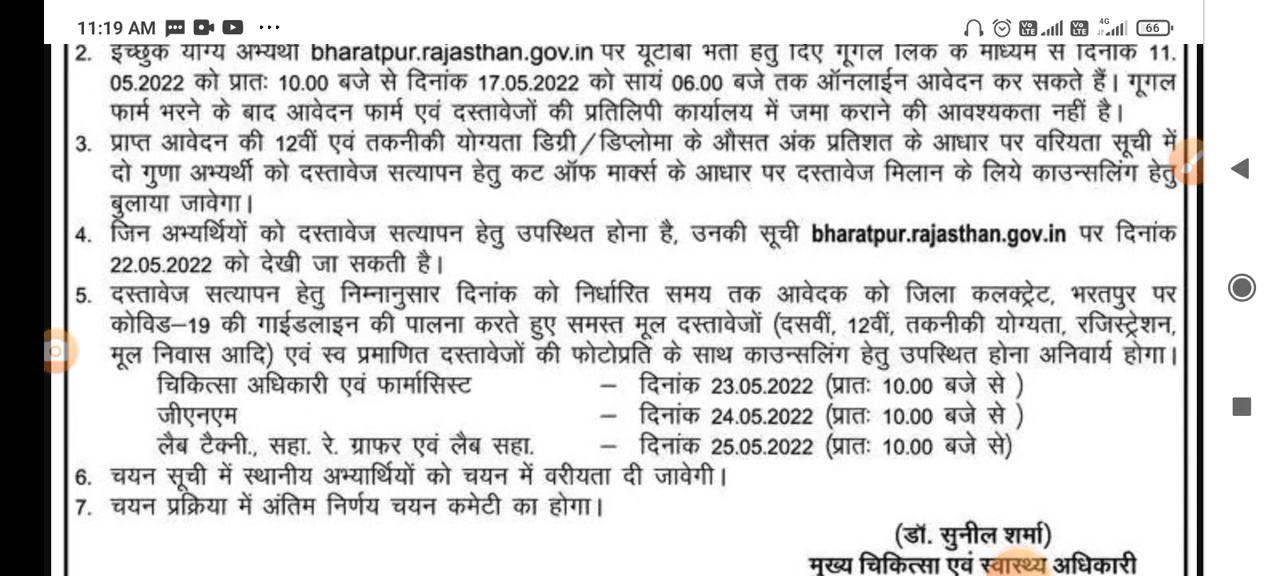 11:19 AM ... 4G 66
2. इच्छुक योग्य अभ्यर्थी bharatpur.rajasthan.gov.in पर यूटीबी भर्ती हेतु दिए गूगल लिंक के माध्यम से दिनांक 11.
05.2022 को प्रातः 10.00 बजे से दिनांक 17.05.2022 को सायं 06.00 बजे तक ऑनलाईन आवेदन कर सकते हैं। गूगल
फार्म भरने के बाद आवेदन फार्म एवं दस्तावेजों की प्रतिलिपी कार्यालय में जमा कराने की आवश्यकता नहीं है।
3. प्राप्त आवेदन की 12वीं एवं तकनीकी योग्यता डिग्री/डिप्लोमा के औसत अंक प्रतिशत के आधार पर वरियता सूची में
दो गुणा अभ्यर्थी को दस्तावेज सत्यापन हेतु कट ऑफ मार्क्स के आधार पर दस्तावेज मिलान के लिये काउन्सलिंग हेतु
बुलाया जावेगा।
4. जिन अभ्यर्थियों को दस्तावेज सत्यापन हेतु उपस्थित होना है, उनकी सूची bharatpur.rajasthan.gov.in पर दिनांक
22.05.2022 को देखी जा सकती है।
5. दस्तावेज सत्यापन हेतु निम्नानुसार दिनांक को निर्धारित समय तक आवेदक को जिला कलक्ट्रेट, भरतपुर पर
कोविड–19 की गाईडलाइन की पालना करते हुए समस्त मूल दस्तावेजों (दसवीं, 12वीं, तकनीकी योग्यता, रजिस्ट्रेशन,
मूल निवास आदि) एवं स्व प्रमाणित दस्तावेजों की फोटोप्रति के साथ काउन्सलिंग हेतु उपस्थित होना अनिवार्य होगा।
चिकित्सा अधिकारी एवं फार्मासिस्ट – दिनांक 23.05.2022 (प्रातः 10.00 बजे से )
जीएनएम – दिनांक 24.05.2022 (प्रातः 10.00 बजे से )
लैब टैक्नी., सहा. रे. ग्राफर एवं लैब सहा. – दिनांक 25.05.2022 (प्रातः 10.00 बजे से)
6. चयन सूची में स्थानीय अभ्यार्थियों को चयन में वरीयता दी जावेगी।
7. चयन प्रक्रिया में अंतिम निर्णय चयन कमेटी का होगा।
(डॉ. सुनील शर्मा)
मुख्य चिकित्सा एवं स्वास्थ्य अधिकारी